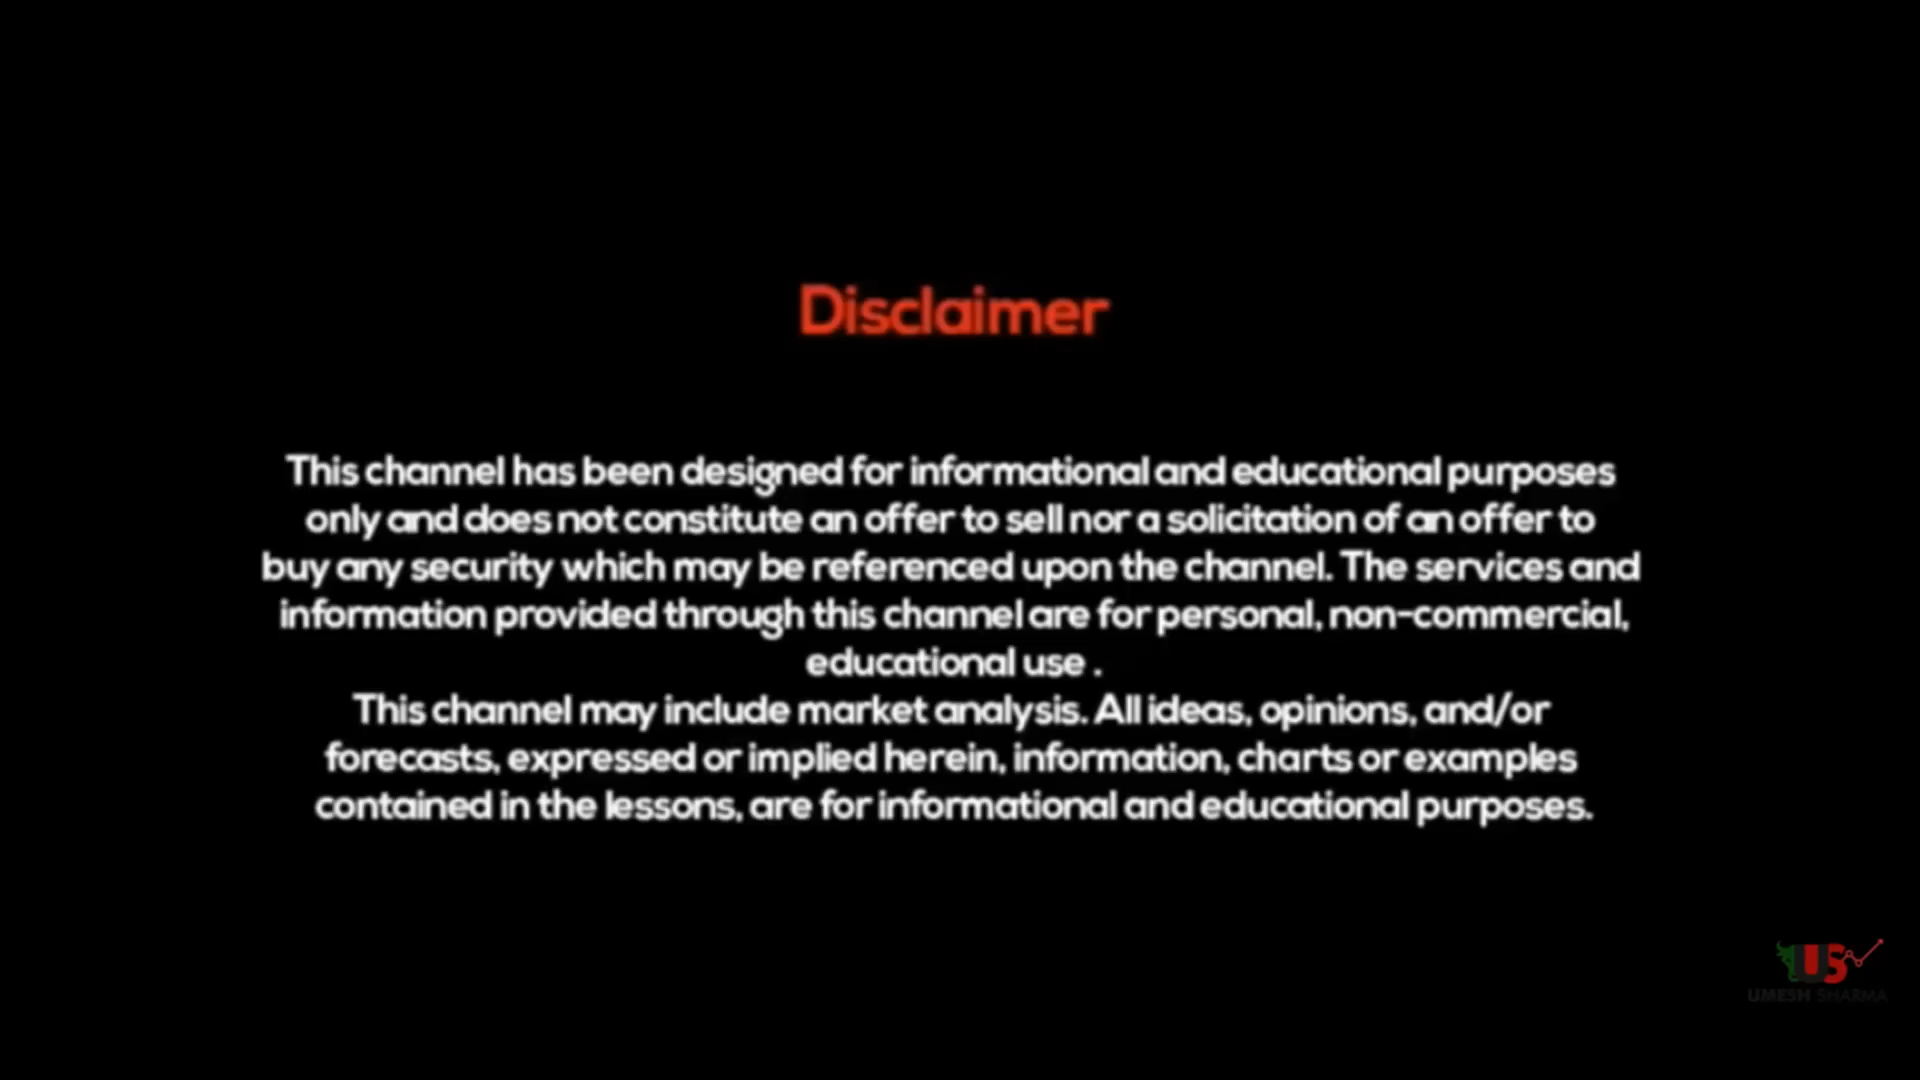 Disclaimer
This channel has been designed for informational and educational purposes
only and does not constitute an offer to sell nor a solicitation of an offer to
buy any security which may be referenced upon the channel. The services and
information provided through this channel are for personal, non-commercial,
educational use .
This channel may include market analysis. All ideas, opinions, and/or
forecasts, expressed or implied herein, information, charts or examples
contained in the lessons, are for informational and educational purposes.
US
UMESH SHARMA